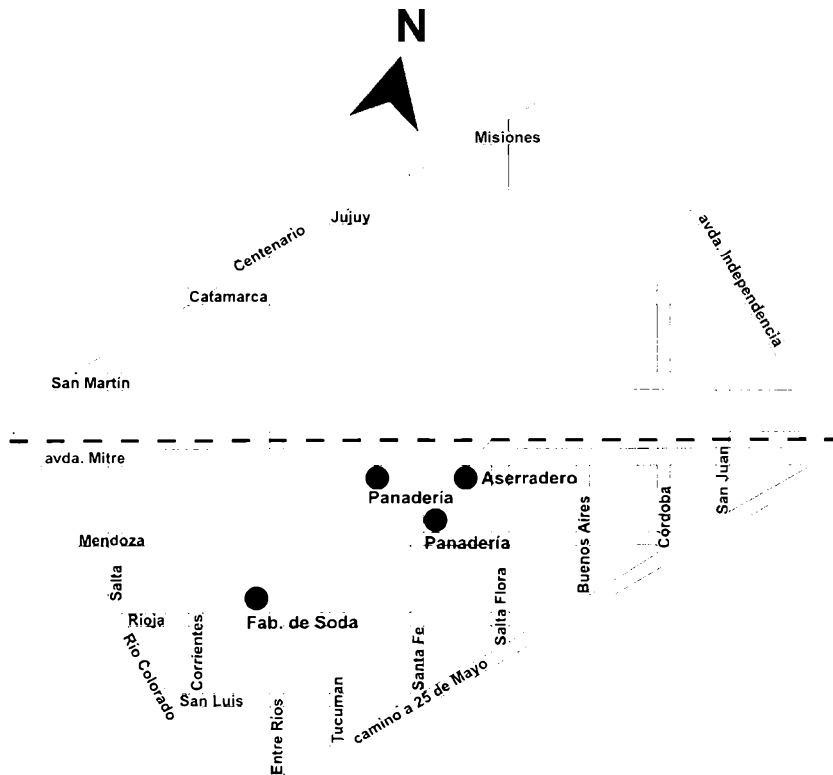 N
Misiones
Jujuy
Centenario
avda. Independencia
Catamarca
San Martín
avda. Mitre
Panadería
Aserradero
San Juan
Córdoba
Buenos Aires
Mendoza
Panadería
Salta
Salta Flora
Rioja
Fab. de Soda
Corrientes
Santa Fe
Río Colorado
San Luis
camino a 25 de Mayo
Entre Rios
Tucuman